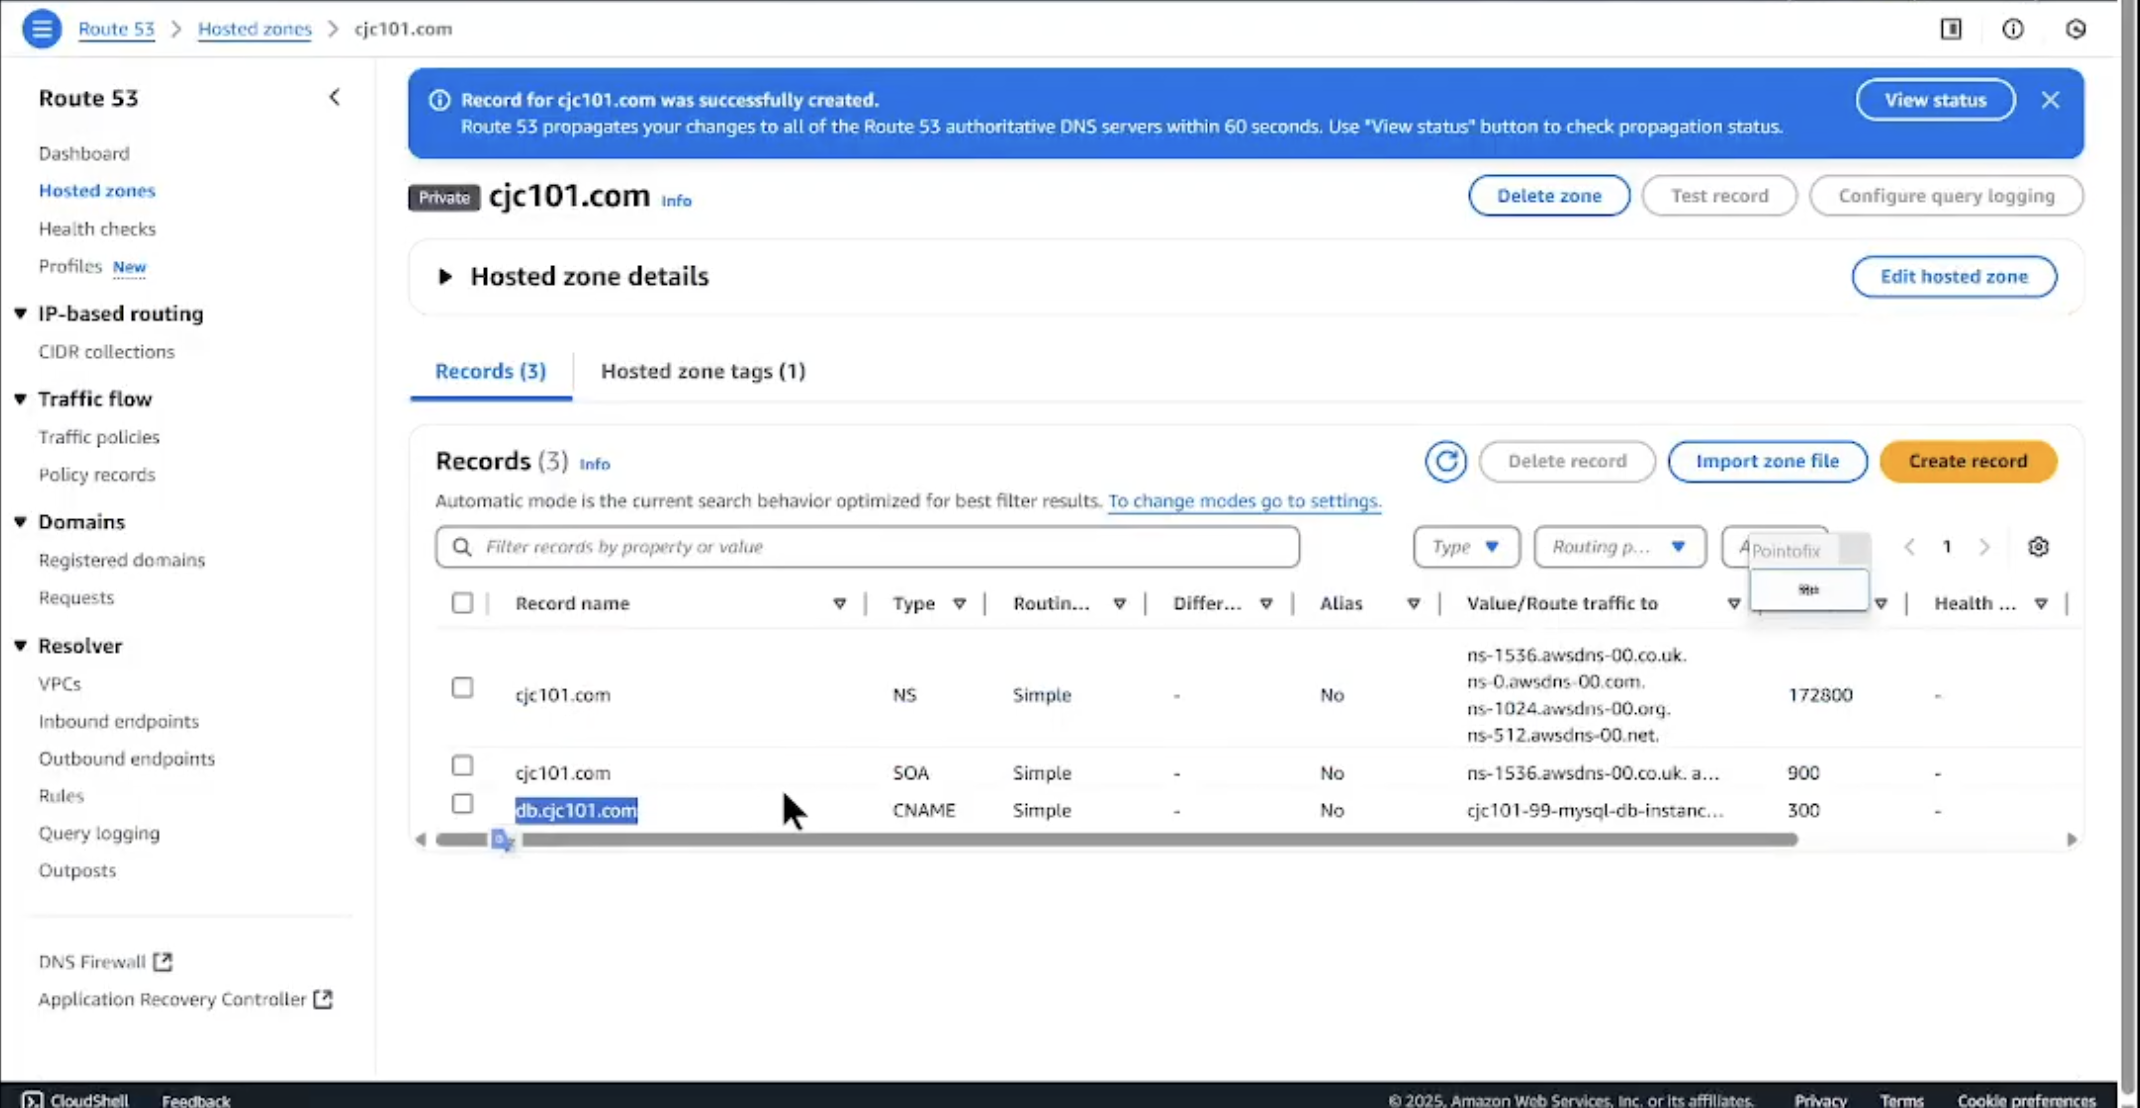 Route 53 > Hosted zones > cjc101.com
Route 53
Dashboard
Hosted zones
Health checks
Profiles New
IP-based routing
CIDR collections
Traffic flow
Traffic policies
Policy records
Domains
Registered domains
Requests
Resolver
VPCs
Inbound endpoints
Outbound endpoints
Rules
Query logging
Outposts
DNS Firewall
Application Recovery Controller
Record for cjc101.com was successfully created.
Route 53 propagates your changes to all of the Route 53 authoritative DNS servers within 60 seconds. Use "View status" button to check propagation status.
View status
Private cjc101.com Info
Delete zone Test record Configure query logging
Hosted zone details
Edit hosted zone
Records (3) Hosted zone tags (1)
Records (3) Info
Delete record Import zone file Create record
Automatic mode is the current search behavior optimized for best filter results. To change modes go to settings.
Filter records by property or value
Type Routing p... Pointofix 1
Record name Type Routin... Differ... Alias Value/Route traffic to Health ...
cjc101.com NS Simple - No
ns-1536.awsdns-00.co.uk.
ns-0.awsdns-00.com.
ns-1024.awsdns-00.org.
ns-512.awsdns-00.net.
172800 -
cjc101.com SOA Simple - No ns-1536.awsdns-00.co.uk. a... 900 -
db.cjc101.com CNAME Simple - No cjc101-99-mysql-db-instanc... 300 -
CloudShell Feedback
© 2025, Amazon Web Services, Inc. or its affiliates. Privacy Terms Cookie preferences